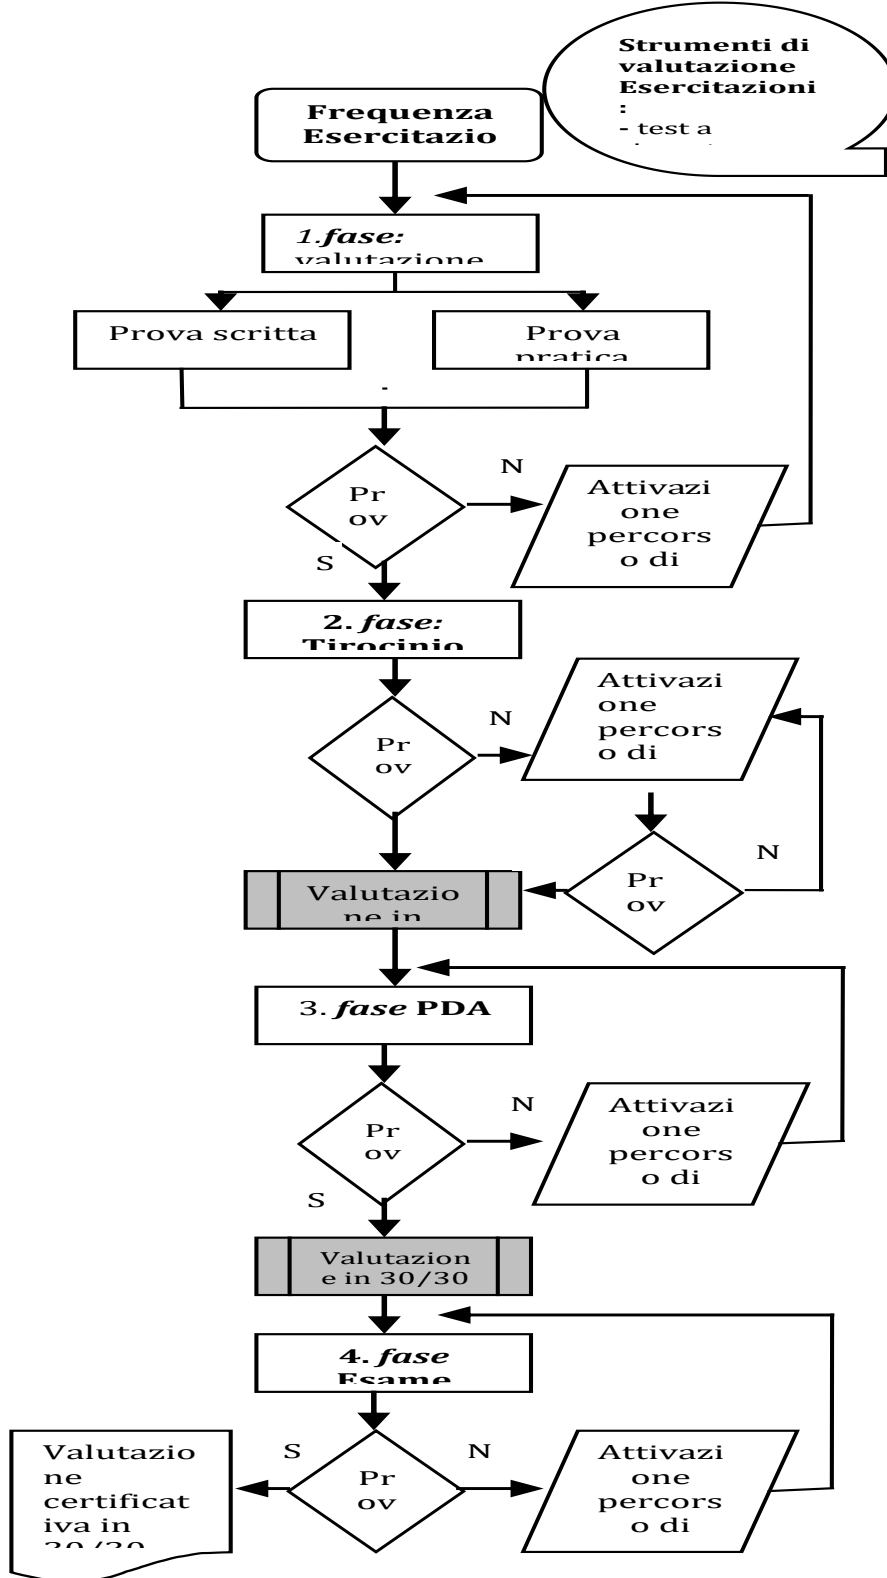 Strumenti di
valutazione
Esercitazioni
:
- test a
Frequenza
Esercitazio
1.fase:
valutazione
Prova scritta
Prova
pratica
-
N
Pr
ov
Attivazi
one
percors
o di
S
2. fase:
Tirocinio
N
Pr
ov
Attivazi
one
percors
o di
N
Pr
ov
Valutazio
ne in
3. fase PDA
N
Pr
ov
Attivazi
one
percors
o di
S
Valutazion
e in 30/30
4. fase
Esame
S
N
Pr
ov
Attivazi
one
percors
o di
Valutazio
ne
certificat
iva in
30/30